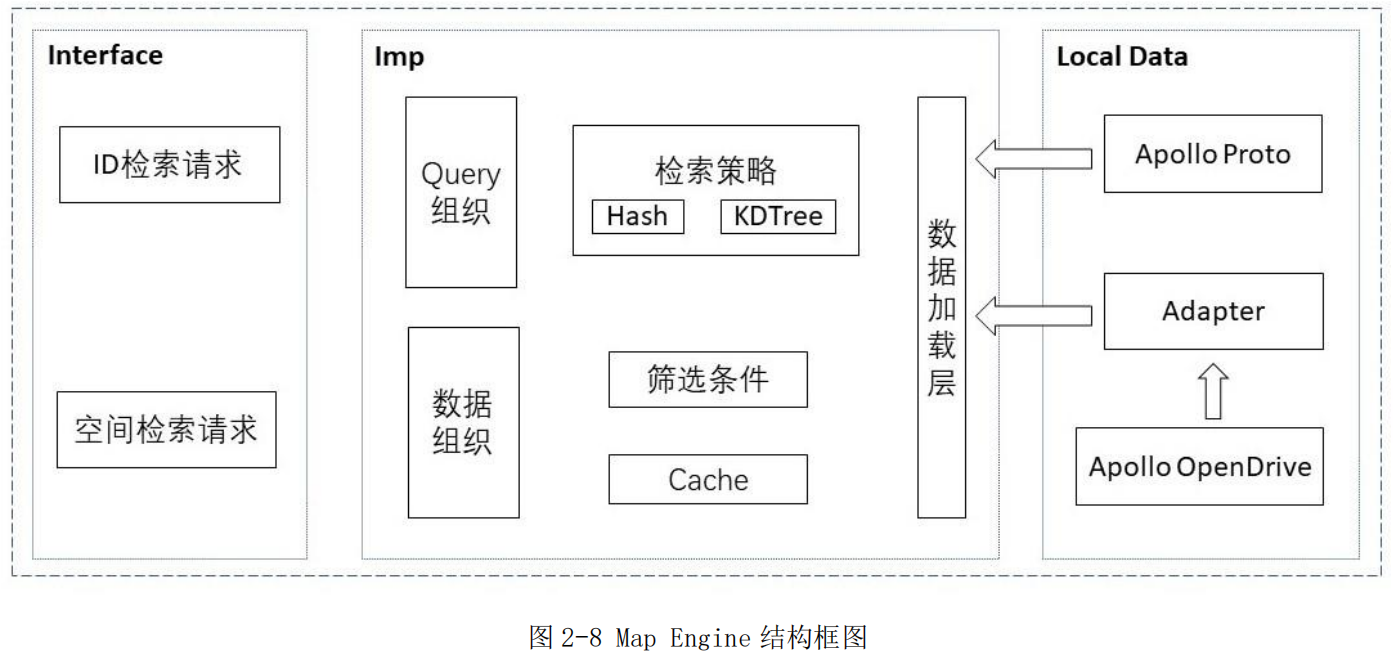 Interface
ID检索请求
空间检索请求
Imp
Query
组织
数据
组织
检索策略
Hash
KDTree
筛选条件
Cache
数
据
加
载
层
Local Data
Apollo Proto
Adapter
Apollo OpenDrive
图 2-8 Map Engine 结构框图